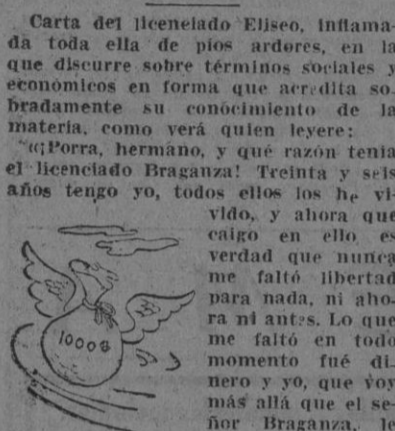 Carta del licenciado Eliseo, inflama-
da toda ella de píos ardores, en la
que discurre sobre términos sociales y
económicos en forma que acredita so-
bradamente su conocimiento de la
materia, como verá quien leyere:
"«¡Porra, hermano, y qué razón tenía
el licenciado Braganza! Treinta y seis
años tengo yo, todos ellos los he vi-
vido, y ahora que
caigo en ello es
verdad que nunca
me faltó libertad
para nada, ni aho-
ra ni antes. Lo que
me faltó en todo
momento fué di-
nero y yo, que voy
más allá que el se-
ñor Braganza, le
1000$